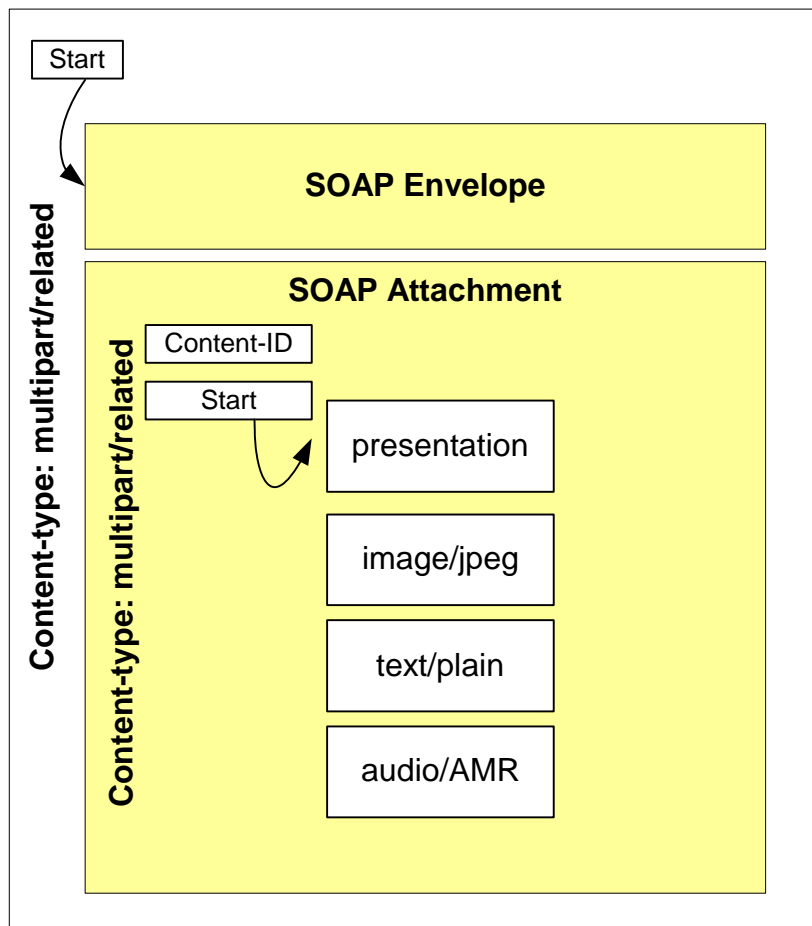 Start
SOAP Envelope
Content-type: multipart/related
SOAP Attachment
Content-type: multipart/related
Content-ID
Start
presentation
image/jpeg
text/plain
audio/AMR